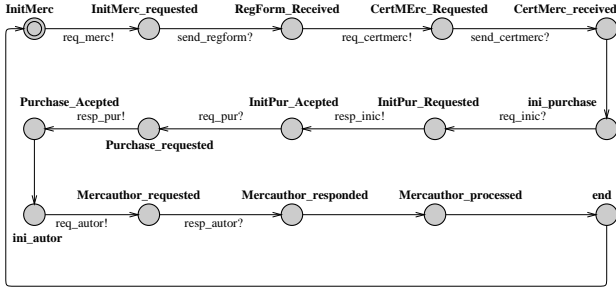 InitMerc InitMerc_requested RegForm_Received CertMErc_Requested CertMerc_received
req_merc! send_regform? req_certmerc! send_certmerc?
Purchase_Acepted InitPur_Acepted InitPur_Requested ini_purchase
resp_pur! req_pur? resp_inic! req_inic?
Purchase_requested
Mercauthor_requested Mercauthor_responded Mercauthor_processed end
req_autor! resp_autor?
ini_autor